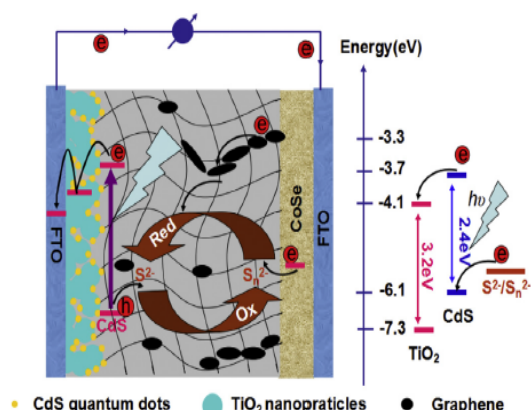 e
e
Energy(eV)
-3.3
-3.7
-4.1
-6.1
-7.3
e
e
e
e
h
FTO
CdS
Red
S²⁻
Sₙ²⁻
Ox
CoSe
FTO
e
e
hυ
3.2eV
2.4eV
S²⁻/Sₙ²⁻
CdS
TiO₂
CdS quantum dots
TiO₂ nanopraticles
Graphene